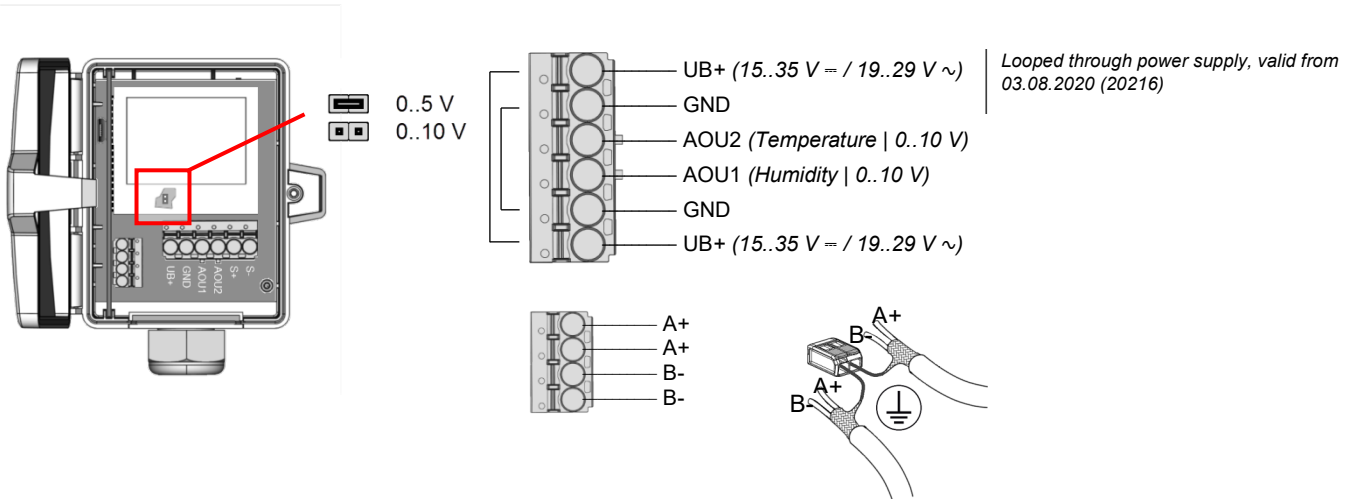 0..5 V
0..10 V
UB+ (15..35 V ⎓ / 19..29 V ∿)
GND
AOU2 (Temperature | 0..10 V)
AOU1 (Humidity | 0..10 V)
GND
UB+ (15..35 V ⎓ / 19..29 V ∿)
Looped through power supply, valid from
03.08.2020 (20216)
UB+
GND
AOU1
AOU2
S+
S-
A+
A+
B-
B-
A+
B-
A+
B-